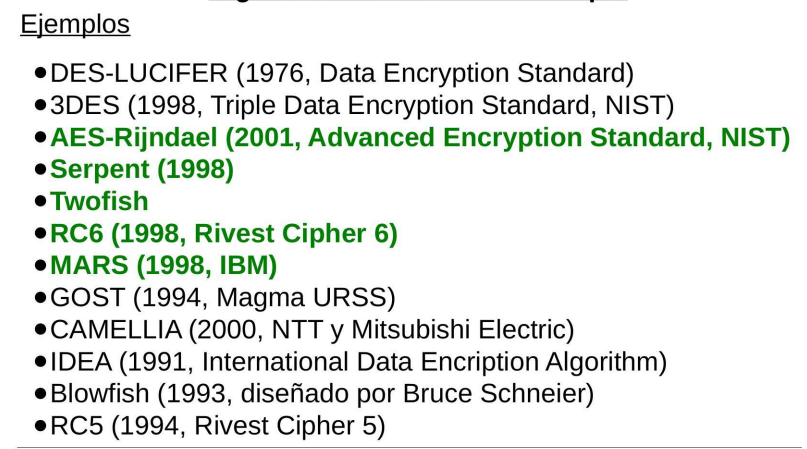 Ejemplos
●DES-LUCIFER (1976, Data Encryption Standard)
●3DES (1998, Triple Data Encryption Standard, NIST)
●AES-Rijndael (2001, Advanced Encryption Standard, NIST)
●Serpent (1998)
●Twofish
●RC6 (1998, Rivest Cipher 6)
●MARS (1998, IBM)
●GOST (1994, Magma URSS)
●CAMELLIA (2000, NTT y Mitsubishi Electric)
●IDEA (1991, International Data Encription Algorithm)
●Blowfish (1993, diseñado por Bruce Schneier)
●RC5 (1994, Rivest Cipher 5)